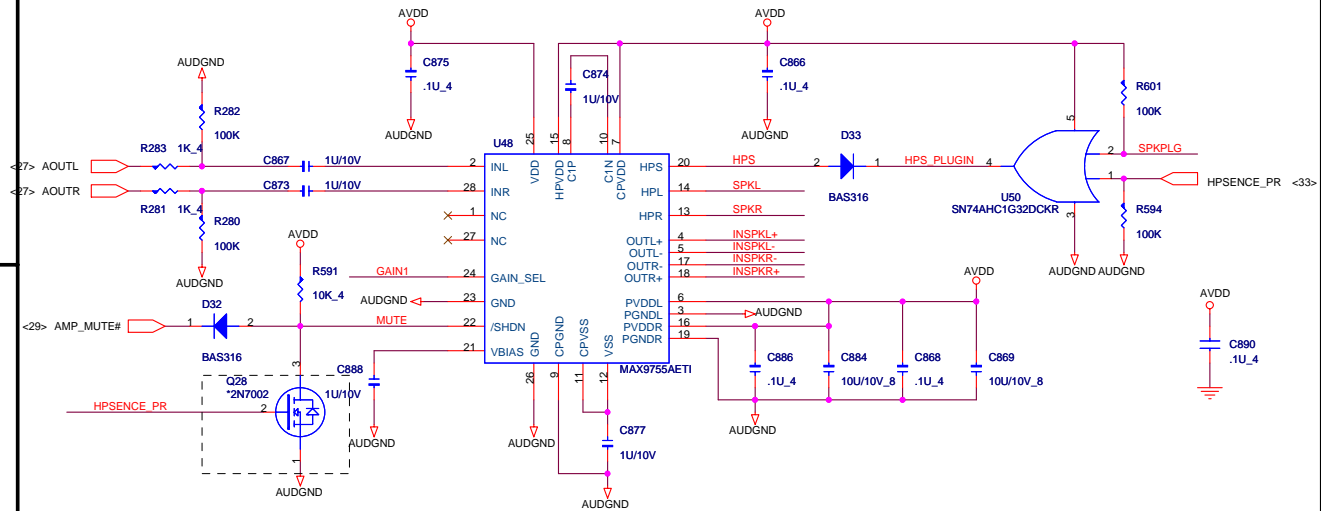 AVDD
AVDD
C875
.1U_4
AUDGND
C874
1U/10V
C866
.1U_4
AUDGND
R601
100K
AUDGND
R282
100K
R283 1K_4
<27> AOUTL
C867 1U/10V
<27> AOUTR
C873 1U/10V
R281 1K_4
R280
100K
AUDGND
U48
25
15
8
10
7
VDD
HPVDD
C1P
C1N
CPVDD
2 INL
28 INR
1 NC
27 NC
GAIN1 24 GAIN_SEL
AUDGND 23 GND
MUTE 22 /SHDN
21 VBIAS
GND
CPGND
CPVSS
VSS
26
9
11
12
HPS 20 HPS
HPL 14 SPKL
HPR 13 SPKR
OUTL+ 4 INSPKL+
OUTL- 5 INSPKL-
OUTR- 17 INSPKR-
OUTR+ 18 INSPKR+
PVDDL 6
PGNDL 3 AUDGND
PVDDR 16
PGNDR 19
MAX9755AETI
D33
2 1
BAS316
HPS_PLUGIN 4
5
2 SPKPLG
1 HPSENCE_PR <33>
3
U50
SN74AHC1G32DCKR
R594
100K
AUDGND AUDGND
AVDD
R591
10K_4
D32
<29> AMP_MUTE# 1 2
BAS316
3
Q28
*2N7002
HPSENCE_PR 2
1
AUDGND
C888
1U/10V
AUDGND
AUDGND
C877
1U/10V
AUDGND
AVDD
C886
.1U_4
C884
10U/10V_8
C868
.1U_4
C869
10U/10V_8
AUDGND
AVDD
C890
.1U_4